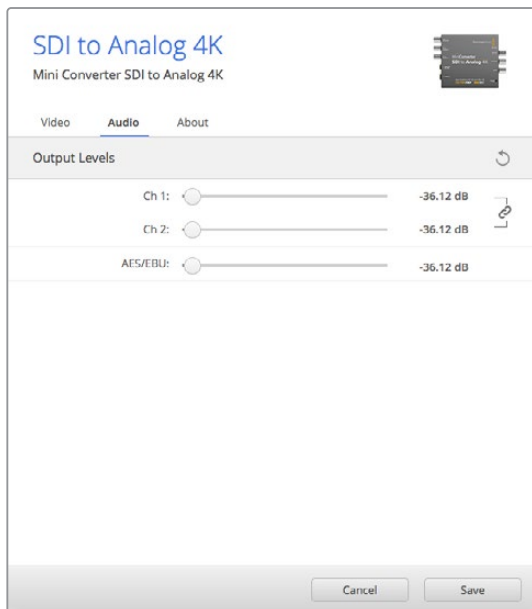 SDI to Analog 4K
Mini Converter SDI to Analog 4K
Video Audio About
Output Levels
Ch 1: -36.12 dB
Ch 2: -36.12 dB
AES/EBU: -36.12 dB
Cancel Save